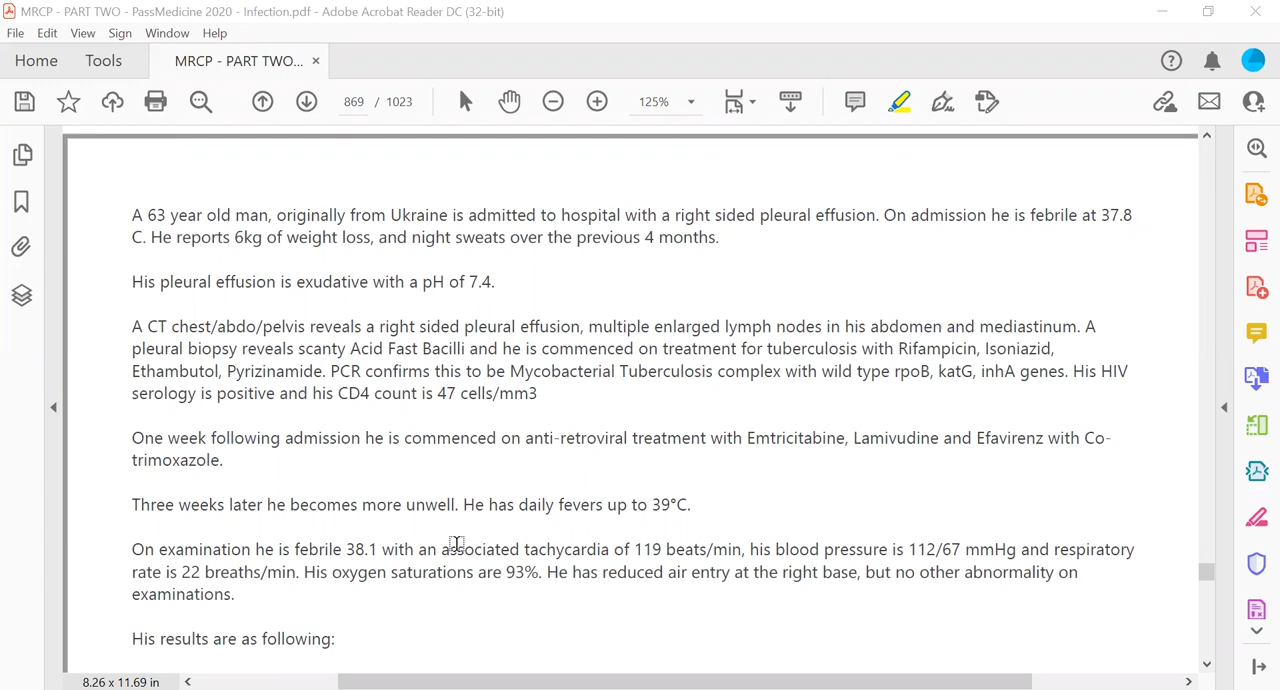 MRCP - PART TWO - PassMedicine 2020 - Infection.pdf - Adobe Acrobat Reader DC (32-bit)
File Edit View Sign Window Help
Home Tools MRCP - PART TWO... ×
869 / 1023 125%
A 63 year old man, originally from Ukraine is admitted to hospital with a right sided pleural effusion. On admission he is febrile at 37.8
C. He reports 6kg of weight loss, and night sweats over the previous 4 months.
His pleural effusion is exudative with a pH of 7.4.
A CT chest/abdo/pelvis reveals a right sided pleural effusion, multiple enlarged lymph nodes in his abdomen and mediastinum. A
pleural biopsy reveals scanty Acid Fast Bacilli and he is commenced on treatment for tuberculosis with Rifampicin, Isoniazid,
Ethambutol, Pyrizinamide. PCR confirms this to be Mycobacterial Tuberculosis complex with wild type rpoB, katG, inhA genes. His HIV
serology is positive and his CD4 count is 47 cells/mm3
One week following admission he is commenced on anti-retroviral treatment with Emtricitabine, Lamivudine and Efavirenz with Co-
trimoxazole.
Three weeks later he becomes more unwell. He has daily fevers up to 39°C.
On examination he is febrile 38.1 with an associated tachycardia of 119 beats/min, his blood pressure is 112/67 mmHg and respiratory
rate is 22 breaths/min. His oxygen saturations are 93%. He has reduced air entry at the right base, but no other abnormality on
examinations.
His results are as following:
8.26 x 11.69 in